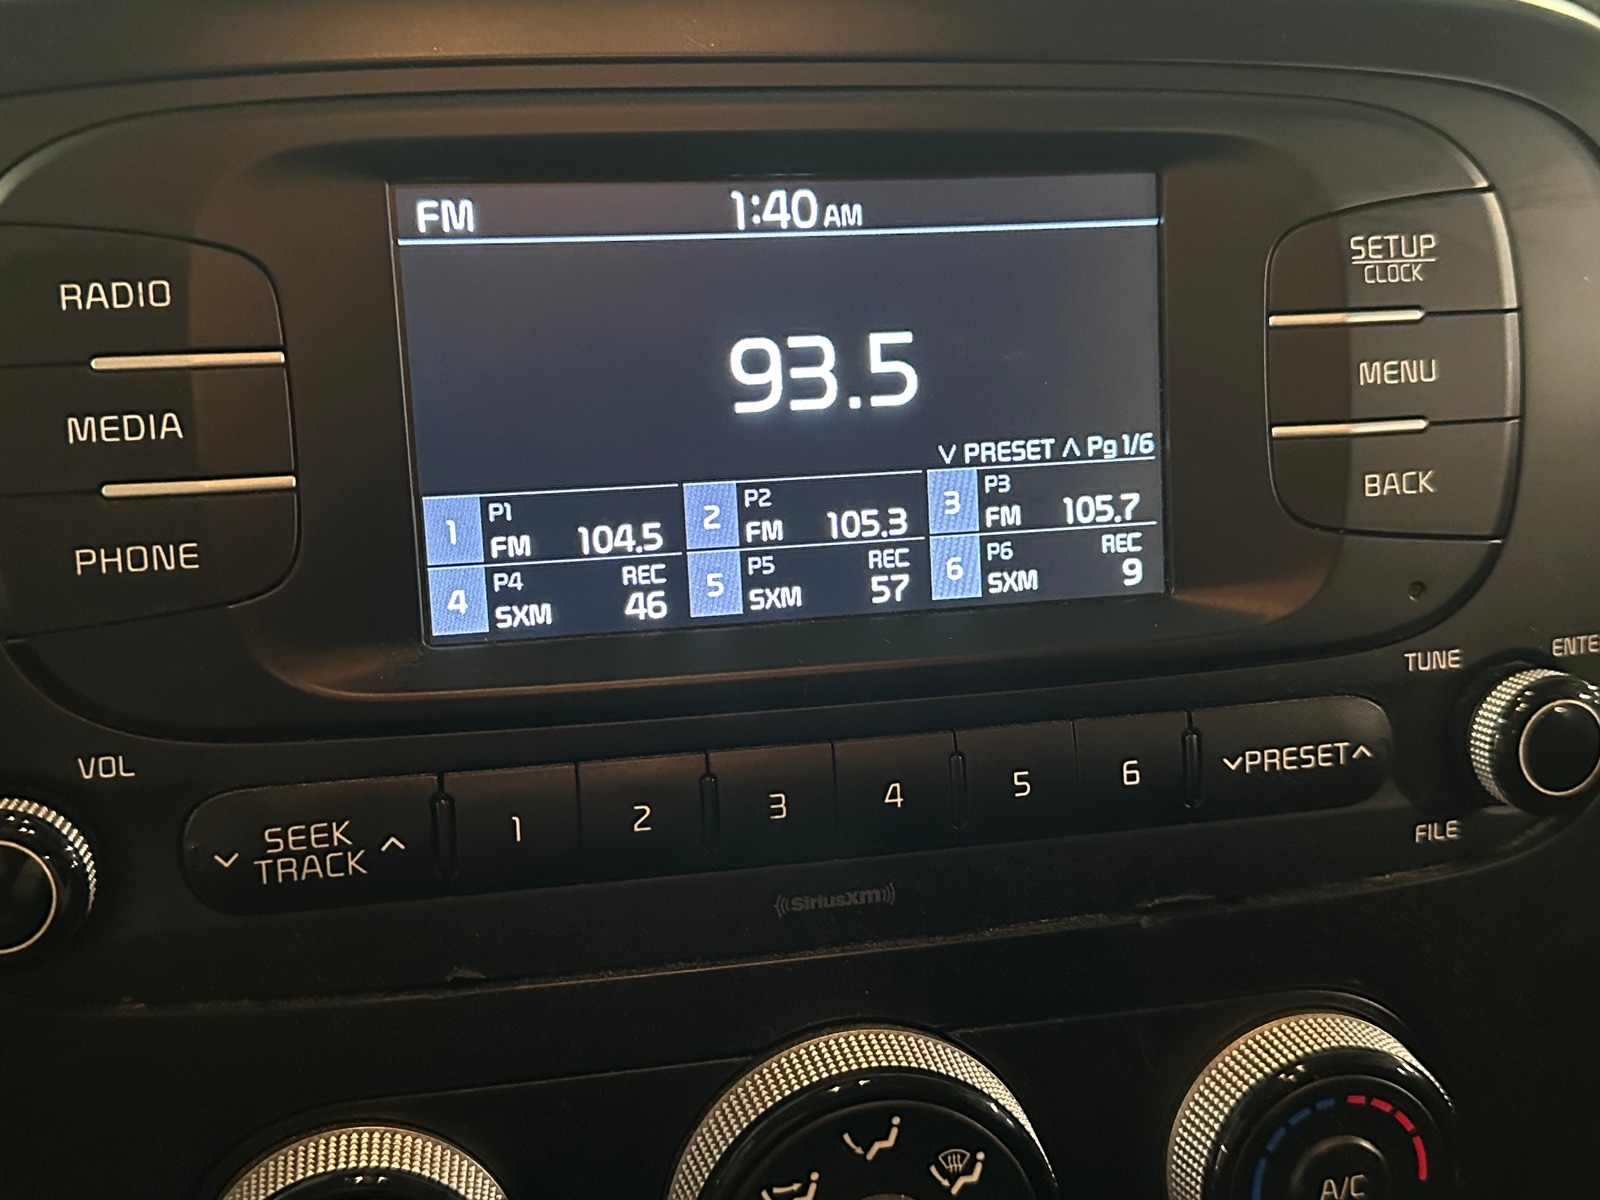 FM 1:40 AM
93.5
∨ PRESET ∧ Pg 1/6
1 P1 FM 104.5
2 P2 FM 105.3
3 P3 FM 105.7
4 P4 SXM REC 46
5 P5 SXM REC 57
6 P6 SXM REC 9
RADIO
MEDIA
PHONE
SETUP
CLOCK
MENU
BACK
VOL
∨ SEEK ∧
TRACK
1 2 3 4 5 6
∨PRESET∧
TUNE
ENTE
FILE
((SiriusXM))
A/C